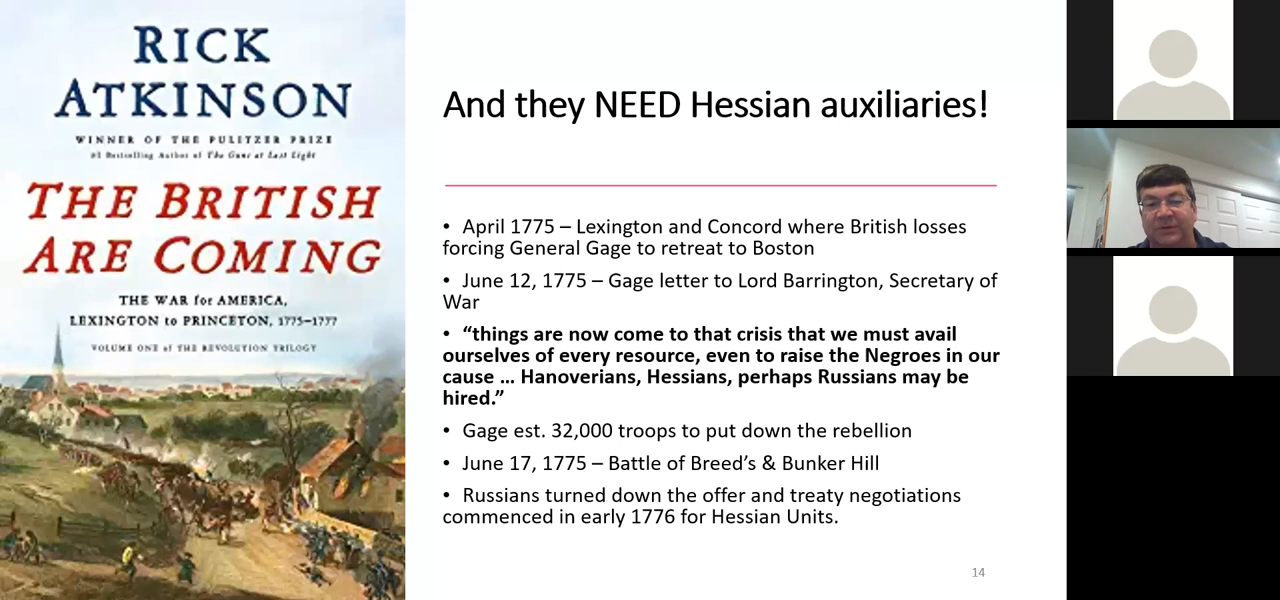 RICK
ATKINSON
WINNER OF THE PULITZER PRIZE
#1 Bestselling Author of The Guns at Last Light
THE BRITISH
ARE COMING
THE WAR for AMERICA,
LEXINGTON to PRINCETON, 1775–1777
VOLUME ONE of THE REVOLUTION TRILOGY
And they NEED Hessian auxiliaries!
• April 1775 – Lexington and Concord where British losses
forcing General Gage to retreat to Boston
• June 12, 1775 – Gage letter to Lord Barrington, Secretary of
War
• “things are now come to that crisis that we must avail
ourselves of every resource, even to raise the Negroes in our
cause … Hanoverians, Hessians, perhaps Russians may be
hired.”
• Gage est. 32,000 troops to put down the rebellion
• June 17, 1775 – Battle of Breed’s & Bunker Hill
• Russians turned down the offer and treaty negotiations
commenced in early 1776 for Hessian Units.
14